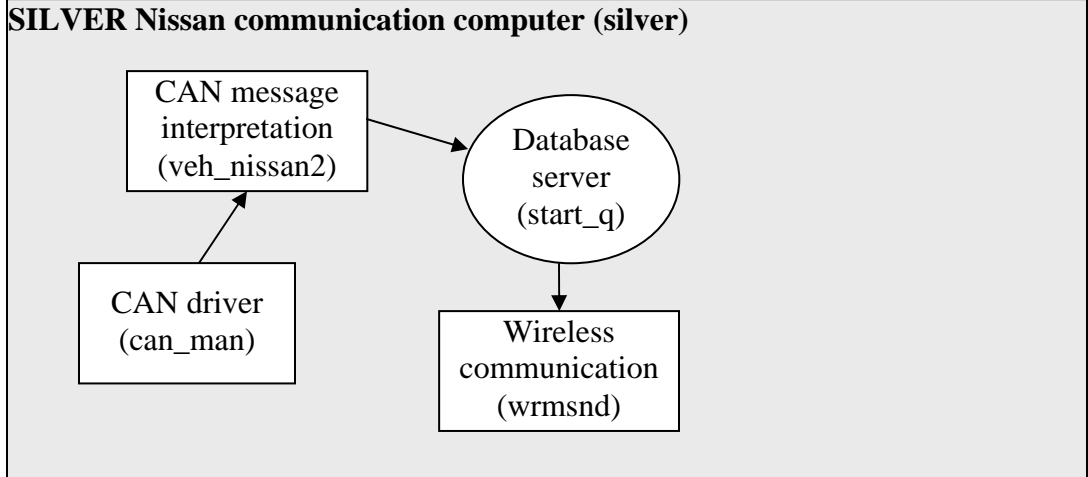 SILVER Nissan communication computer (silver)
CAN message
interpretation
(veh_nissan2)
Database
server
(start_q)
CAN driver
(can_man)
Wireless
communication
(wrmsnd)